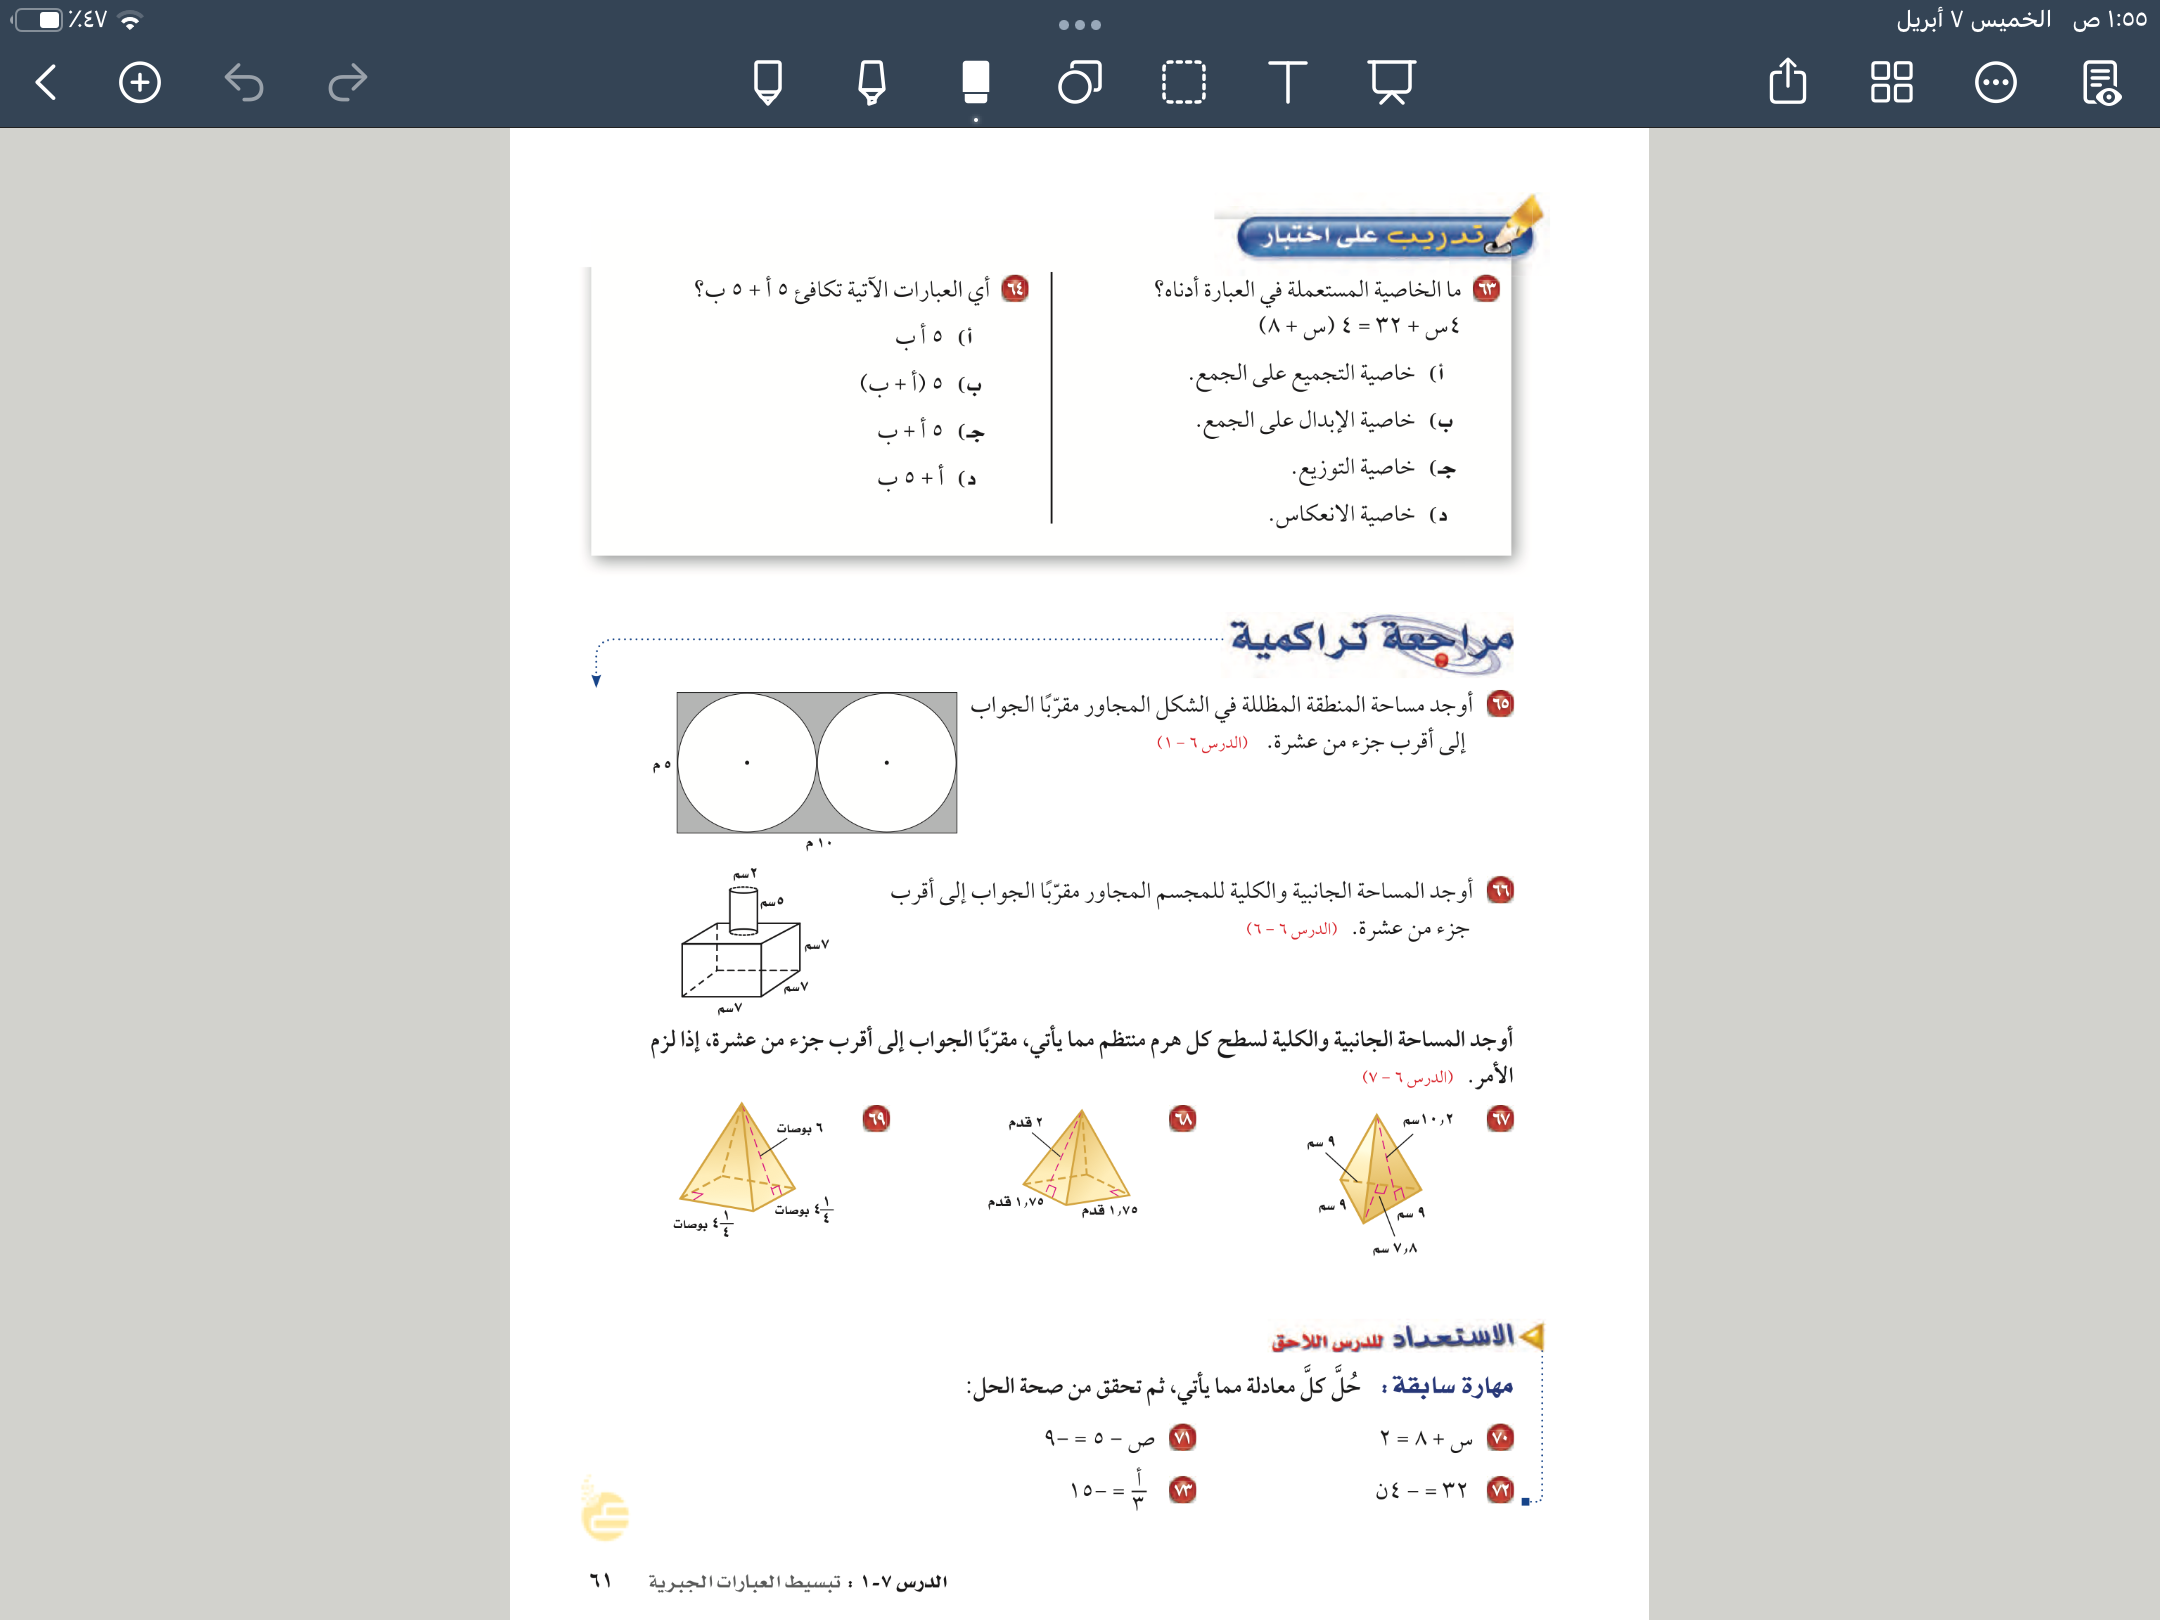 ١:٥٥ ص الخميس ٧ أبريل
٪٤٧
تدريب على اختبار
٦٣ ما الخاصية المستعملة في العبارة أدناه؟
٤س + ٣٢ = ٤ (س + ٨)
أ) خاصية التجميع على الجمع.
ب) خاصية الإبدال على الجمع.
جـ) خاصية التوزيع.
د) خاصية الانعكاس.
٦٤ أي العبارات الآتية تكافئ ٥ أ + ٥ ب؟
أ) ٥ أ ب
ب) ٥ (أ + ب)
جـ) ٥ أ + ب
د) أ + ٥ ب
مراجعة تراكمية
٦٥ أوجد مساحة المنطقة المظللة في الشكل المجاور مقرّبًا الجواب
إلى أقرب جزء من عشرة. (الدرس ٦ – ١)
٥ م
١٠ م
٦٦ أوجد المساحة الجانبية والكلية للمجسم المجاور مقرّبًا الجواب إلى أقرب
جزء من عشرة. (الدرس ٦ – ٦)
٢سم
٥سم
٧سم
٧سم
٧سم
أوجد المساحة الجانبية والكلية لسطح كل هرم منتظم مما يأتي، مقرّبًا الجواب إلى أقرب جزء من عشرة، إذا لزم
الأمر. (الدرس ٦ – ٧)
٦٧
١٠,٢سم
٩ سم
٩ سم
٩ سم
٧,٨ سم
٦٨
٢ قدم
١,٧٥ قدم
١,٧٥ قدم
٦٩
٦ بوصات
٤ ١/٤ بوصات
٤ ١/٤ بوصات
الاستعداد للدرس اللاحق
مهارة سابقة : حُلَّ كلَّ معادلة مما يأتي، ثم تحقق من صحة الحل:
٧٠ س + ٨ = ٢
٧١ ص – ٥ = –٩
٧٢ ٣٢ = – ٤ن
٧٣ أ/٣ = –١٥
الدرس ٧-١ : تبسيط العبارات الجبرية ٦١